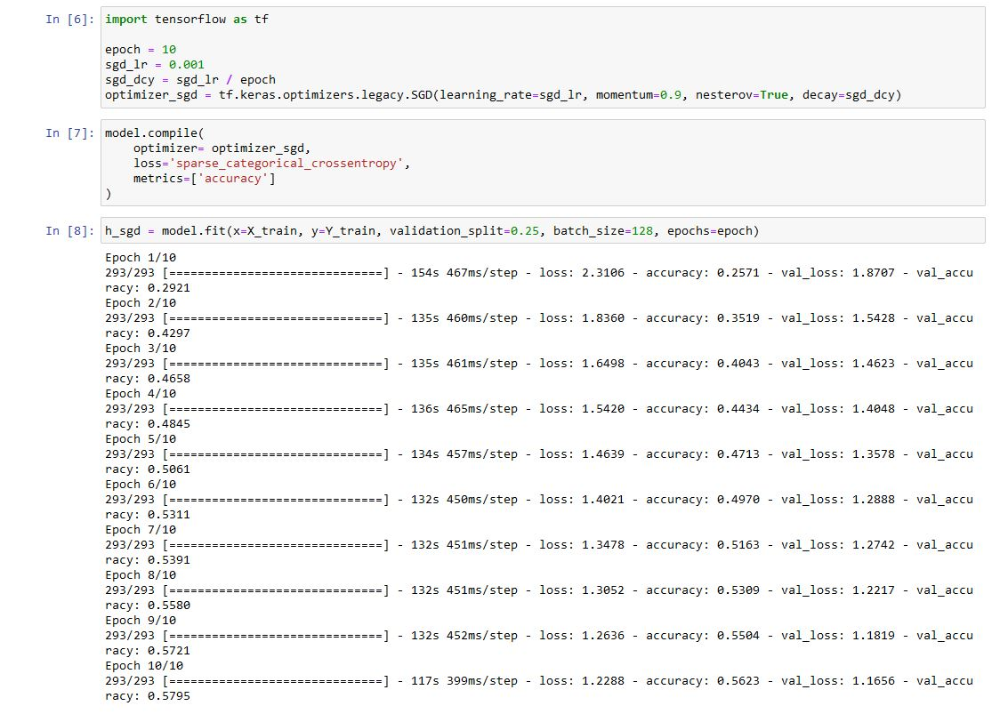 In [6]: import tensorflow as tf
epoch = 10
sgd_lr = 0.001
sgd_dcy = sgd_lr / epoch
optimizer_sgd = tf.keras.optimizers.legacy.SGD(learning_rate=sgd_lr, momentum=0.9, nesterov=True, decay=sgd_dcy)
In [7]: model.compile(
optimizer= optimizer_sgd,
loss='sparse_categorical_crossentropy',
metrics=['accuracy']
)
In [8]: h_sgd = model.fit(x=X_train, y=Y_train, validation_split=0.25, batch_size=128, epochs=epoch)
Epoch 1/10
293/293 [==============================] - 154s 467ms/step - loss: 2.3106 - accuracy: 0.2571 - val_loss: 1.8707 - val_accu
racy: 0.2921
Epoch 2/10
293/293 [==============================] - 135s 460ms/step - loss: 1.8360 - accuracy: 0.3519 - val_loss: 1.5428 - val_accu
racy: 0.4297
Epoch 3/10
293/293 [==============================] - 135s 461ms/step - loss: 1.6498 - accuracy: 0.4043 - val_loss: 1.4623 - val_accu
racy: 0.4658
Epoch 4/10
293/293 [==============================] - 136s 465ms/step - loss: 1.5420 - accuracy: 0.4434 - val_loss: 1.4048 - val_accu
racy: 0.4845
Epoch 5/10
293/293 [==============================] - 134s 457ms/step - loss: 1.4639 - accuracy: 0.4713 - val_loss: 1.3578 - val_accu
racy: 0.5061
Epoch 6/10
293/293 [==============================] - 132s 450ms/step - loss: 1.4021 - accuracy: 0.4970 - val_loss: 1.2888 - val_accu
racy: 0.5311
Epoch 7/10
293/293 [==============================] - 132s 451ms/step - loss: 1.3478 - accuracy: 0.5163 - val_loss: 1.2742 - val_accu
racy: 0.5391
Epoch 8/10
293/293 [==============================] - 132s 451ms/step - loss: 1.3052 - accuracy: 0.5309 - val_loss: 1.2217 - val_accu
racy: 0.5580
Epoch 9/10
293/293 [==============================] - 132s 452ms/step - loss: 1.2636 - accuracy: 0.5504 - val_loss: 1.1819 - val_accu
racy: 0.5721
Epoch 10/10
293/293 [==============================] - 117s 399ms/step - loss: 1.2288 - accuracy: 0.5623 - val_loss: 1.1656 - val_accu
racy: 0.5795